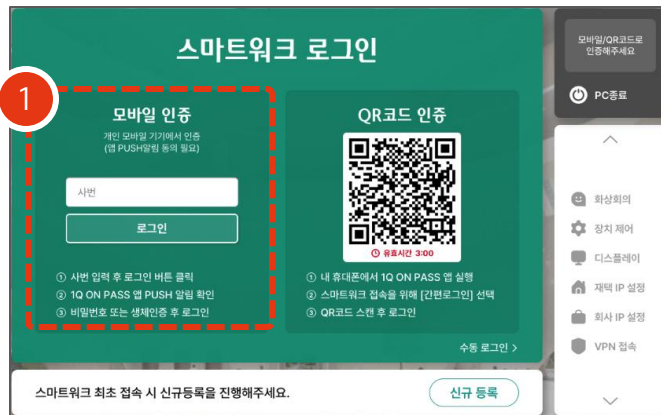 스마트워크 로그인
1
모바일 인증
개인 모바일 기기에서 인증
(앱 PUSH알림 동의 필요)
사번
로그인
① 사번 입력 후 로그인 버튼 클릭
② 1Q ON PASS 앱 PUSH 알림 확인
③ 비밀번호 또는 생체인증 후 로그인
QR코드 인증
유효시간 3:00
① 내 휴대폰에서 1Q ON PASS 앱 실행
② 스마트워크 접속을 위해 [간편로그인] 선택
③ QR코드 스캔 후 로그인
수동 로그인 >
스마트워크 최초 접속 시 신규등록을 진행해주세요.
신규 등록
모바일/QR코드로
인증해주세요
PC종료
화상회의
장치 제어
디스플레이
재택 IP 설정
회사 IP 설정
VPN 접속